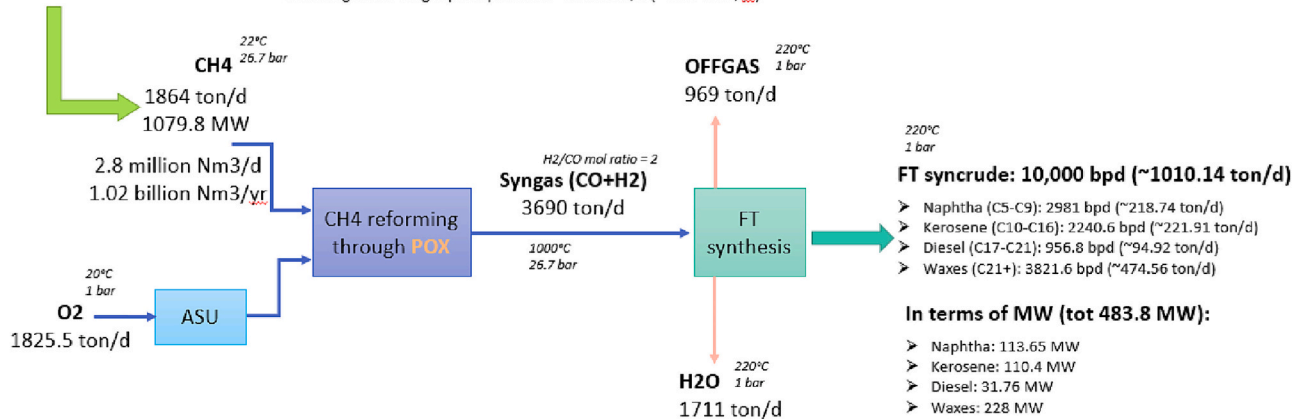 22°C
26.7 bar
CH4
1864 ton/d
1079.8 MW
2.8 million Nm3/d
1.02 billion Nm3/yr
20°C
1 bar
O2
1825.5 ton/d
ASU
CH4 reforming
through POX
H2/CO mol ratio = 2
Syngas (CO+H2)
3690 ton/d
1000°C
26.7 bar
220°C
1 bar
OFFGAS
969 ton/d
FT
synthesis
220°C
1 bar
H2O
1711 ton/d
220°C
1 bar
FT syncrude: 10,000 bpd (~1010.14 ton/d)
➤ Naphtha (C5-C9): 2981 bpd (~218.74 ton/d)
➤ Kerosene (C10-C16): 2240.6 bpd (~221.91 ton/d)
➤ Diesel (C17-C21): 956.8 bpd (~94.92 ton/d)
➤ Waxes (C21+): 3821.6 bpd (~474.56 ton/d)
In terms of MW (tot 483.8 MW):
➤ Naphtha: 113.65 MW
➤ Kerosene: 110.4 MW
➤ Diesel: 31.76 MW
➤ Waxes: 228 MW